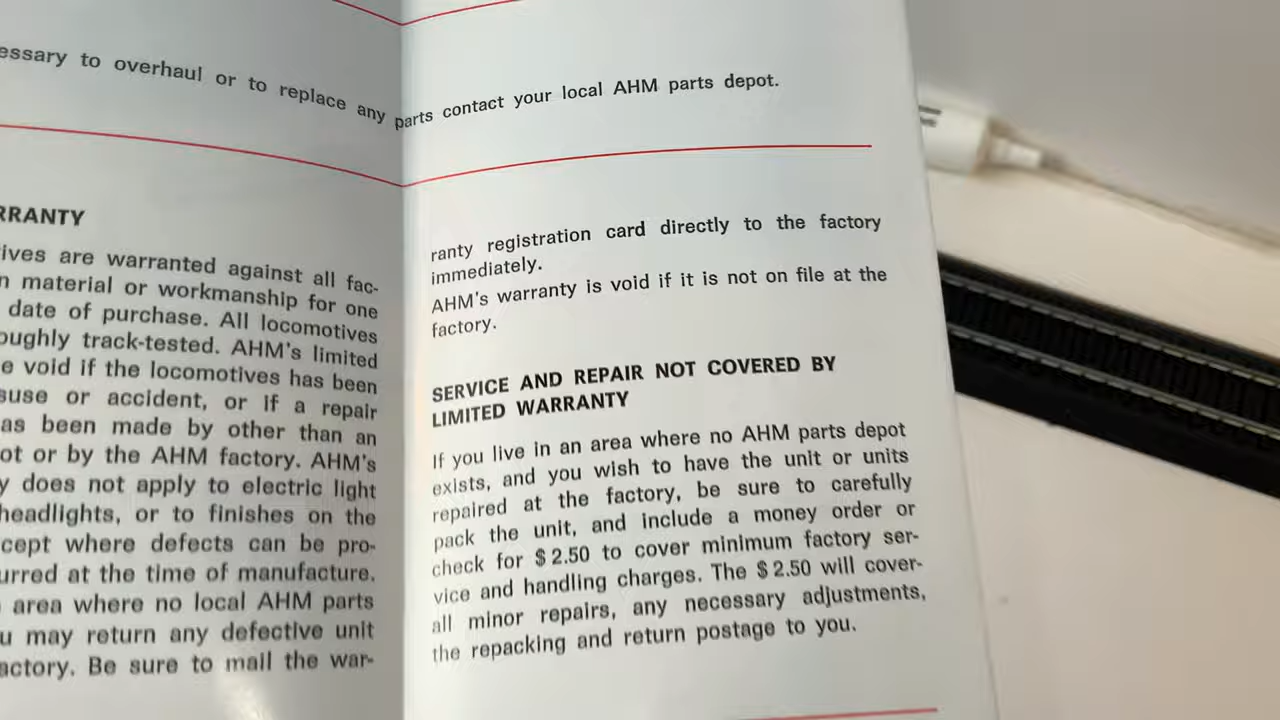 essary to overhaul or to replace any parts contact your local AHM parts depot.
RRANTY
ives are warranted against all fac-
n material or workmanship for one
date of purchase. All locomotives
oughly track-tested. AHM's limited
e void if the locomotives has been
suse or accident, or if a repair
as been made by other than an
ot or by the AHM factory. AHM's
y does not apply to electric light
headlights, or to finishes on the
cept where defects can be pro-
urred at the time of manufacture.
area where no local AHM parts
u may return any defective unit
actory. Be sure to mail the war-
ranty registration card directly to the factory
immediately.
AHM's warranty is void if it is not on file at the
factory.
SERVICE AND REPAIR NOT COVERED BY
LIMITED WARRANTY
If you live in an area where no AHM parts depot
exists, and you wish to have the unit or units
repaired at the factory, be sure to carefully
pack the unit, and include a money order or
check for $2.50 to cover minimum factory ser-
vice and handling charges. The $2.50 will cover-
all minor repairs, any necessary adjustments,
the repacking and return postage to you.